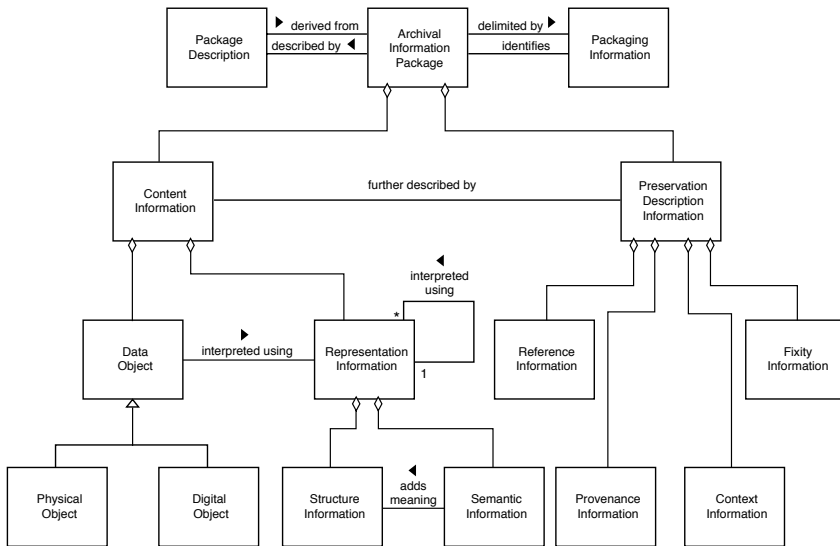 Package
Description
► derived from
described by ◄
Archival
Information
Package
delimited by ►
identifies
Packaging
Information
Content
Information
further described by
Preservation
Description
Information
◄
interpreted
using
*
1
Data
Object
►
interpreted using
Representation
Information
Reference
Information
Fixity
Information
Physical
Object
Digital
Object
Structure
Information
◄
adds
meaning
Semantic
Information
Provenance
Information
Context
Information